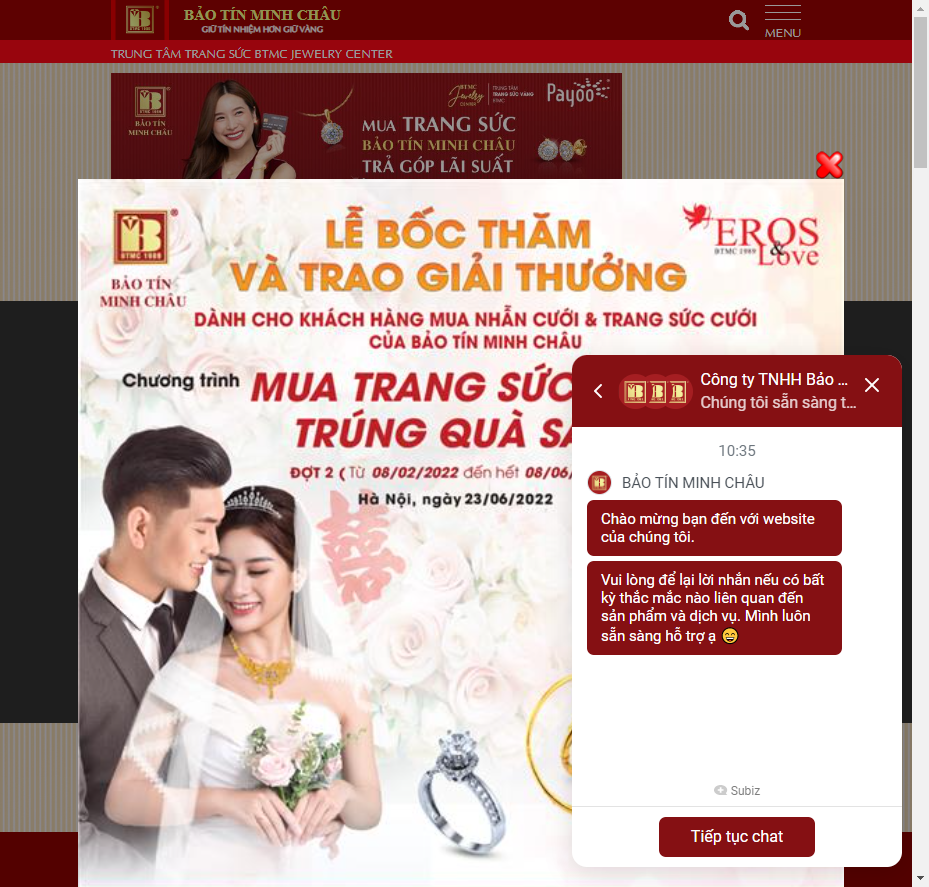 BẢO TÍN MINH CHÂU
GIỮ TÍN NHIỆM HƠN GIỮ VÀNG
MENU
TRUNG TÂM TRANG SỨC BTMC JEWELRY CENTER
BTMC 1989
BẢO TÍN
MINH CHÂU
BTMC
Jewelry
CENTER
TRUNG TÂM
TRANG SỨC VÀNG
BTMC
Payoo
MUA TRANG SỨC
BẢO TÍN MINH CHÂU
TRẢ GÓP LÃI SUẤT
BTMC 1989
BẢO TÍN
MINH CHÂU
LỄ BỐC THĂM
VÀ TRAO GIẢI THƯỞNG
EROS
BTMC 1989 & Love
DÀNH CHO KHÁCH HÀNG MUA NHẪN CƯỚI & TRANG SỨC CƯỚI
CỦA BẢO TÍN MINH CHÂU
Chương trình MUA TRANG SỨC
TRÚNG QUÀ SA
ĐỢT 2 ( Từ 08/02/2022 đến hết 08/06/
Hà Nội, ngày 23/06/2022
囍
Công ty TNHH Bảo ...
Chúng tôi sẵn sàng t...
10:35
BẢO TÍN MINH CHÂU
Chào mừng bạn đến với website
của chúng tôi.
Vui lòng để lại lời nhắn nếu có bất
kỳ thắc mắc nào liên quan đến
sản phẩm và dịch vụ. Mình luôn
sẵn sàng hỗ trợ ạ 😄
Subiz
Tiếp tục chat